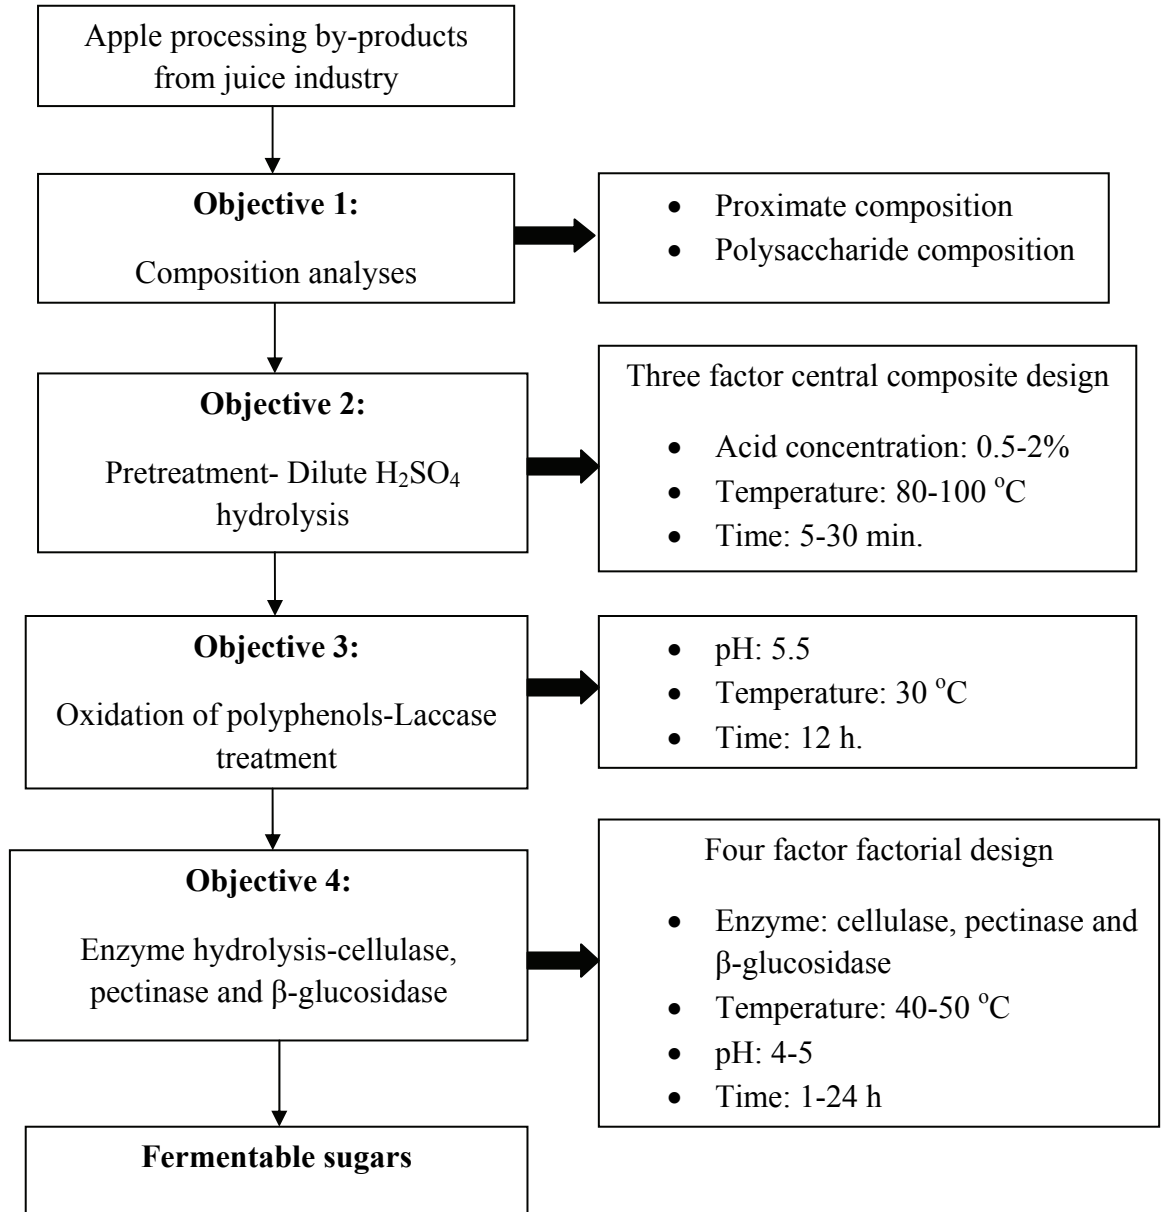 Apple processing by-products
from juice industry
Objective 1:
Composition analyses
• Proximate composition
• Polysaccharide composition
Objective 2:
Pretreatment- Dilute H₂SO₄
hydrolysis
Three factor central composite design
• Acid concentration: 0.5-2%
• Temperature: 80-100 ᵒC
• Time: 5-30 min.
Objective 3:
Oxidation of polyphenols-Laccase
treatment
• pH: 5.5
• Temperature: 30 ᵒC
• Time: 12 h.
Objective 4:
Enzyme hydrolysis-cellulase,
pectinase and β-glucosidase
Four factor factorial design
• Enzyme: cellulase, pectinase and
β-glucosidase
• Temperature: 40-50 ᵒC
• pH: 4-5
• Time: 1-24 h
Fermentable sugars